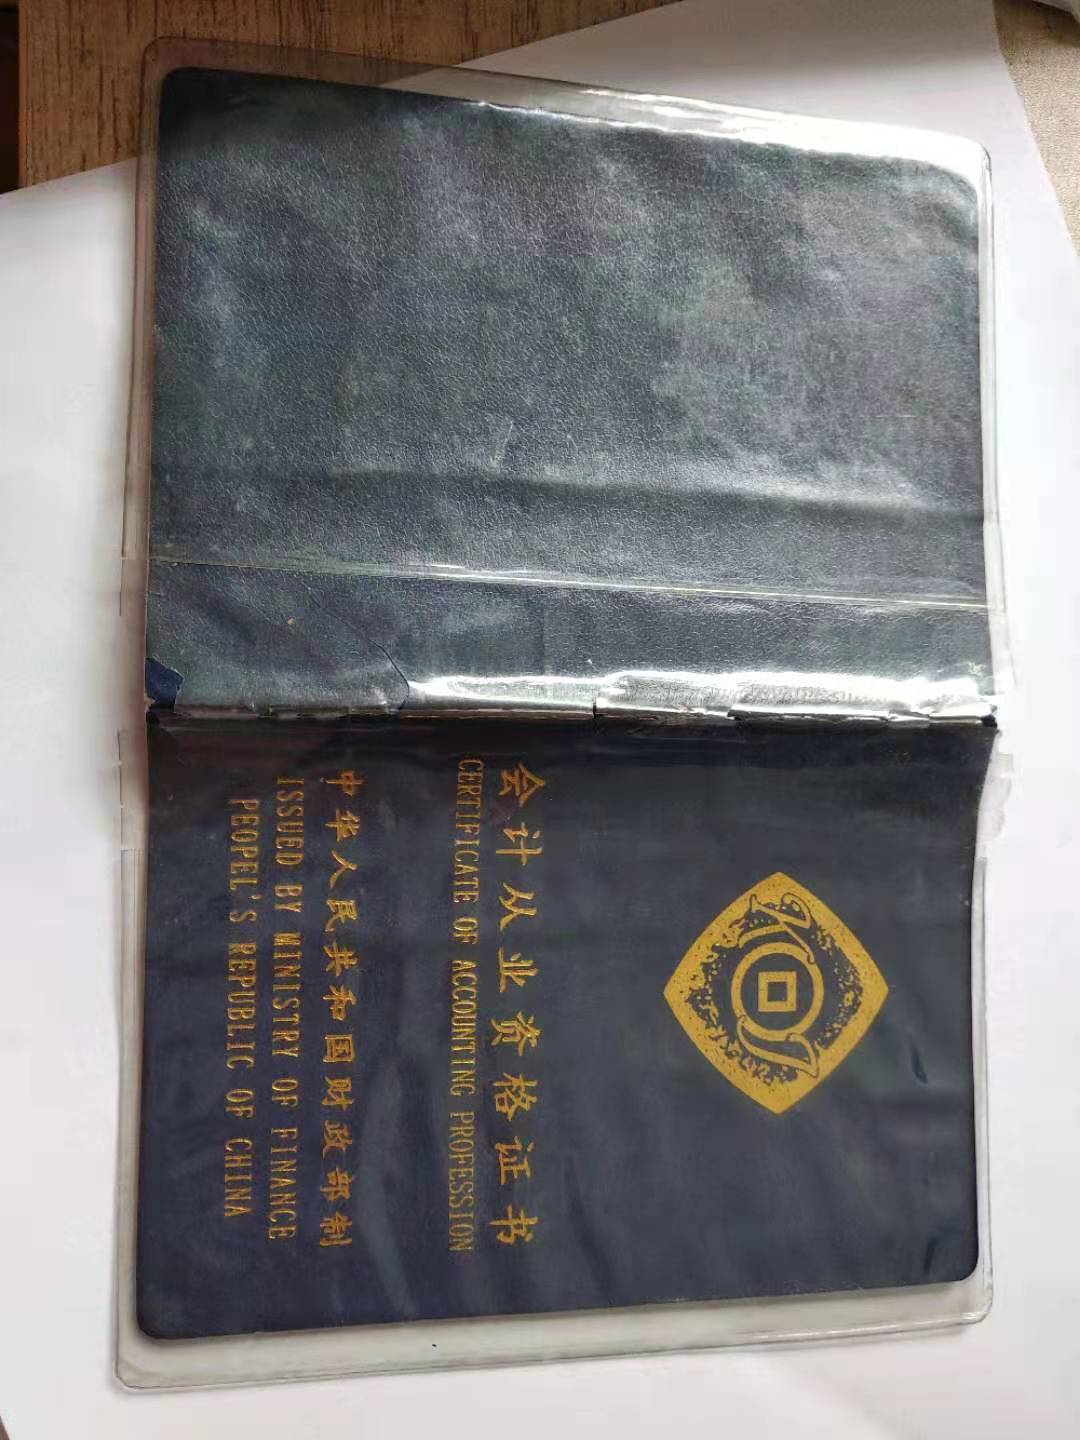 会计从业资格证书
CERTIFICATE OF ACCOUNTING PROFESSION
中华人民共和国财政部制
ISSUED BY MINISTRY OF FINANCE
PEOPEL'S REPUBLIC OF CHINA